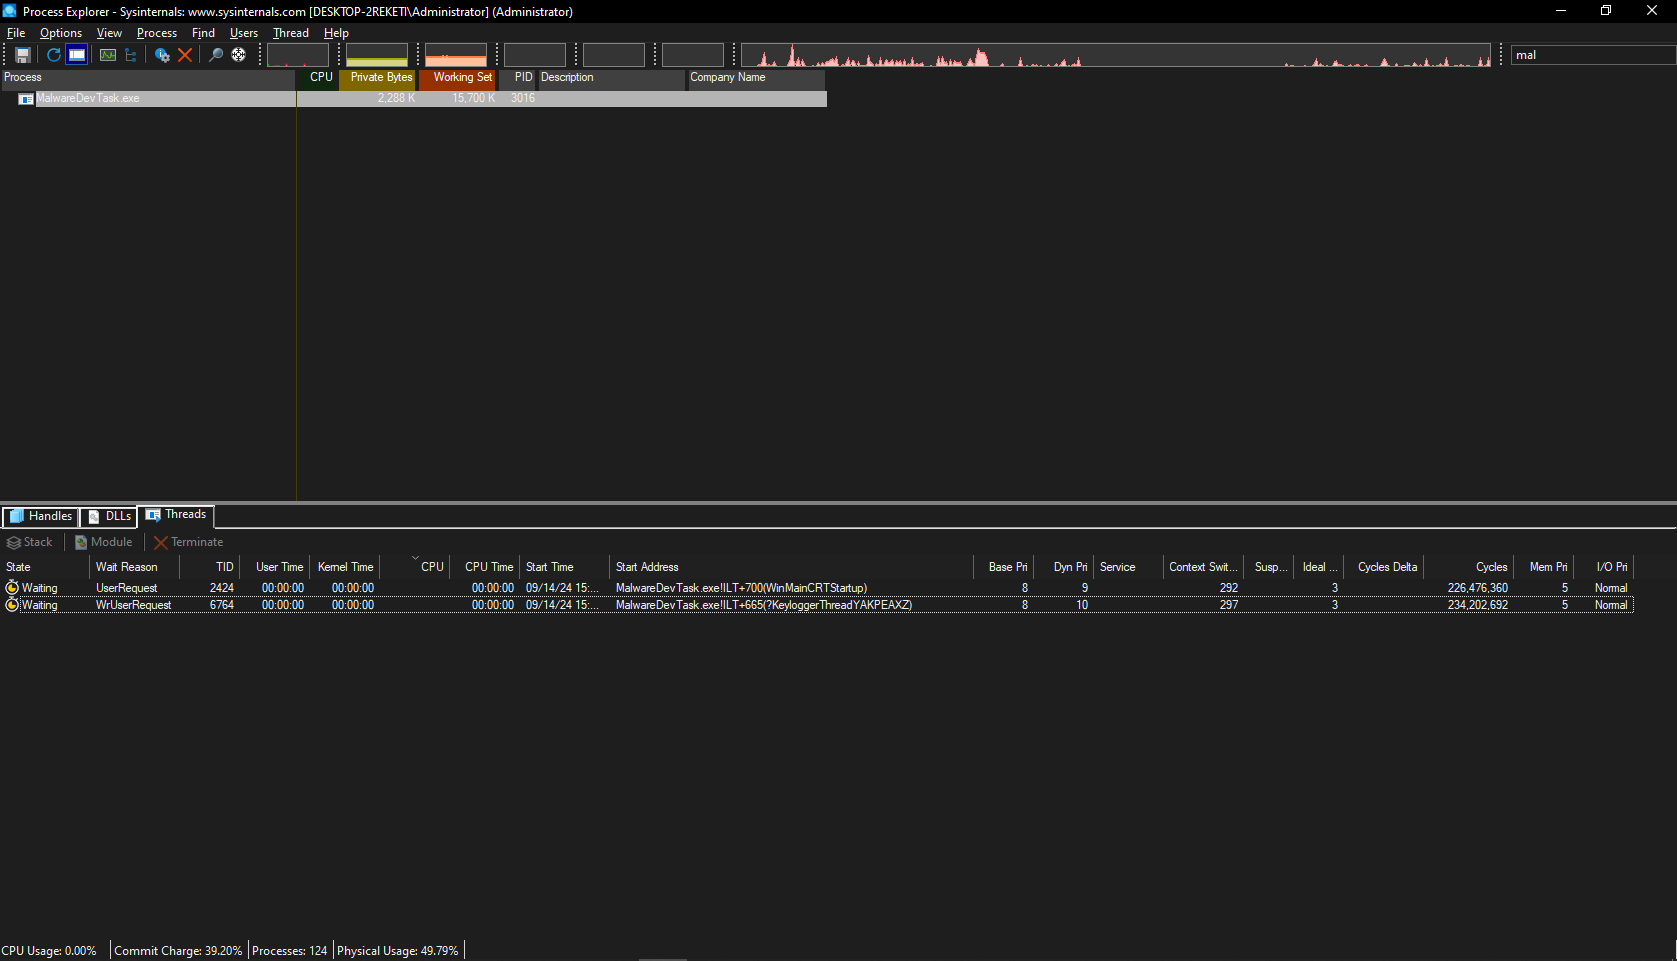 Process Explorer - Sysinternals: www.sysinternals.com [DESKTOP-2REKETI\Administrator] (Administrator)
File Options View Process Find Users Thread Help
mal
Process CPU Private Bytes Working Set PID Description Company Name
MalwareDevTask.exe 2,288 K 15,700 K 3016
Handles DLLs Threads
Stack Module Terminate
State Wait Reason TID User Time Kernel Time CPU CPU Time Start Time Start Address Base Pri Dyn Pri Service Context Swit... Susp... Ideal ... Cycles Delta Cycles Mem Pri I/O Pri
Waiting UserRequest 2424 00:00:00 00:00:00 00:00:00 09/14/24 15:... MalwareDevTask.exe!ILT+700(WinMainCRTStartup) 8 9 292 3 226,476,360 5 Normal
Waiting WrUserRequest 6764 00:00:00 00:00:00 00:00:00 09/14/24 15:... MalwareDevTask.exe!ILT+665(?KeyloggerThreadYAKPEAXZ) 8 10 297 3 234,202,692 5 Normal
CPU Usage: 0.00% Commit Charge: 39.20% Processes: 124 Physical Usage: 49.79%